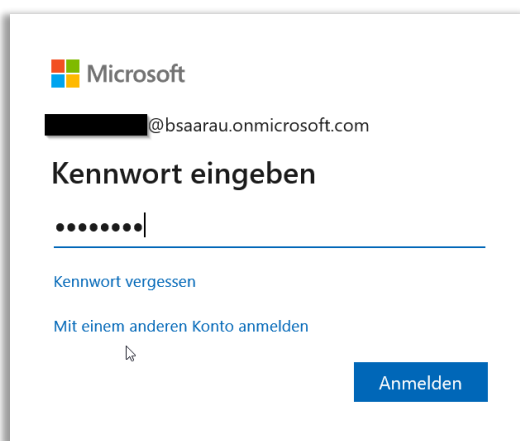 Microsoft
@bsaarau.onmicrosoft.com
Kennwort eingeben
••••••••
Kennwort vergessen
Mit einem anderen Konto anmelden
Anmelden